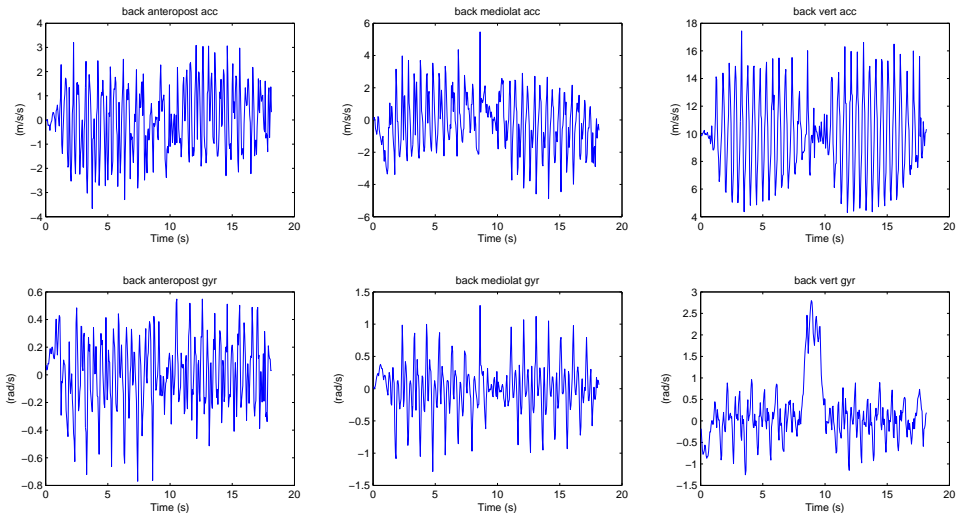 back anteropost acc
4
3
2
1
0
−1
−2
−3
−4
(m/s/s)
0 5 10 15 20
Time (s)
back mediolat acc
6
4
2
0
−2
−4
−6
(m/s/s)
0 5 10 15 20
Time (s)
back vert acc
18
16
14
12
10
8
6
4
(m/s/s)
0 5 10 15 20
Time (s)
back anteropost gyr
0.6
0.4
0.2
0
−0.2
−0.4
−0.6
−0.8
(rad/s)
0 5 10 15 20
Time (s)
back mediolat gyr
1.5
1
0.5
0
−0.5
−1
−1.5
(rad/s)
0 5 10 15 20
Time (s)
back vert gyr
3
2.5
2
1.5
1
0.5
0
−0.5
−1
−1.5
(rad/s)
0 5 10 15 20
Time (s)